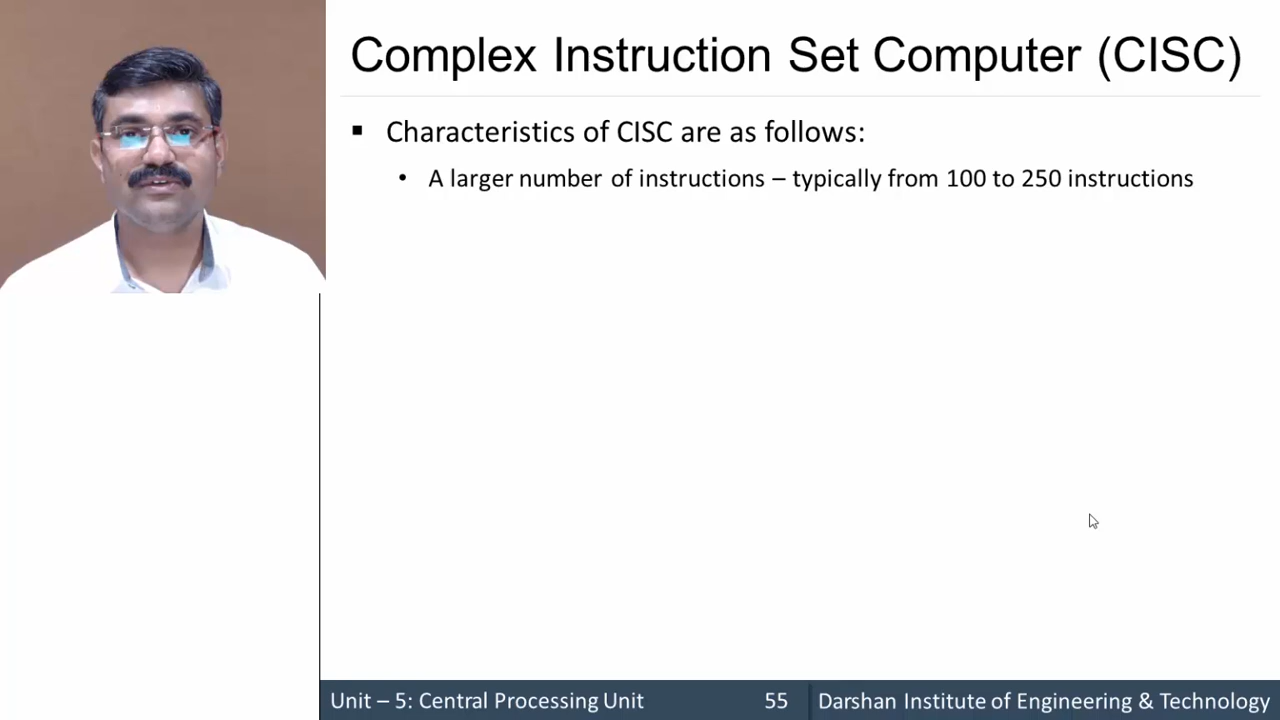 Complex Instruction Set Computer (CISC)
▪ Characteristics of CISC are as follows:
• A larger number of instructions – typically from 100 to 250 instructions
Unit – 5: Central Processing Unit 55 Darshan Institute of Engineering & Technology